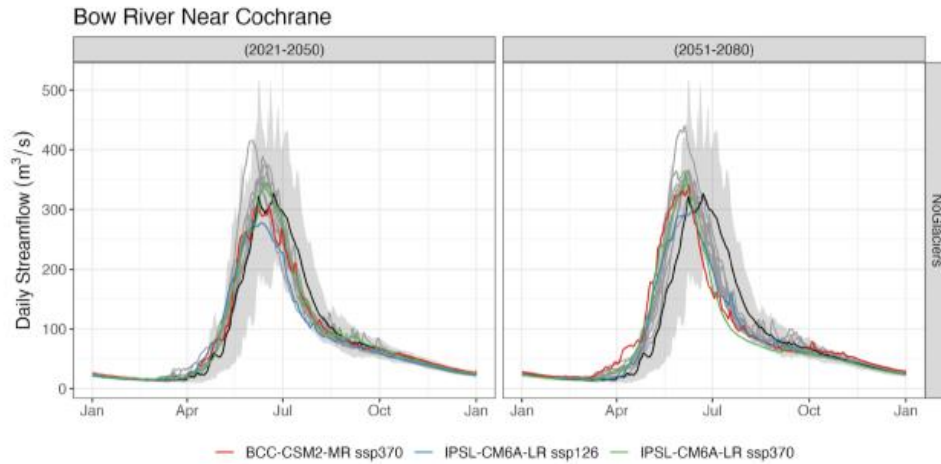 Bow River Near Cochrane
(2021-2050) (2051-2080)
Daily Streamflow (m³/s)
500
400
300
200
100
0
NoGlaciers
Jan Apr Jul Oct Jan Jan Apr Jul Oct Jan
BCC-CSM2-MR ssp370 IPSL-CM6A-LR ssp126 IPSL-CM6A-LR ssp370